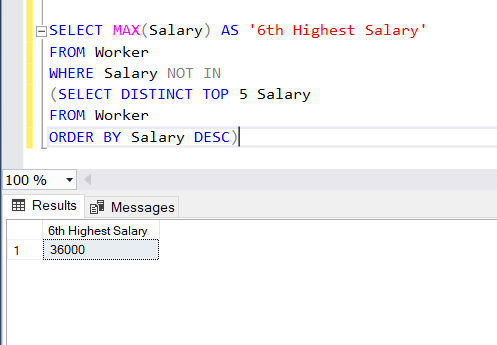 SELECT MAX(Salary) AS '6th Highest Salary'
FROM Worker
WHERE Salary NOT IN
(SELECT DISTINCT TOP 5 Salary
FROM Worker
ORDER BY Salary DESC)
100 %
Results Messages
6th Highest Salary
1 36000